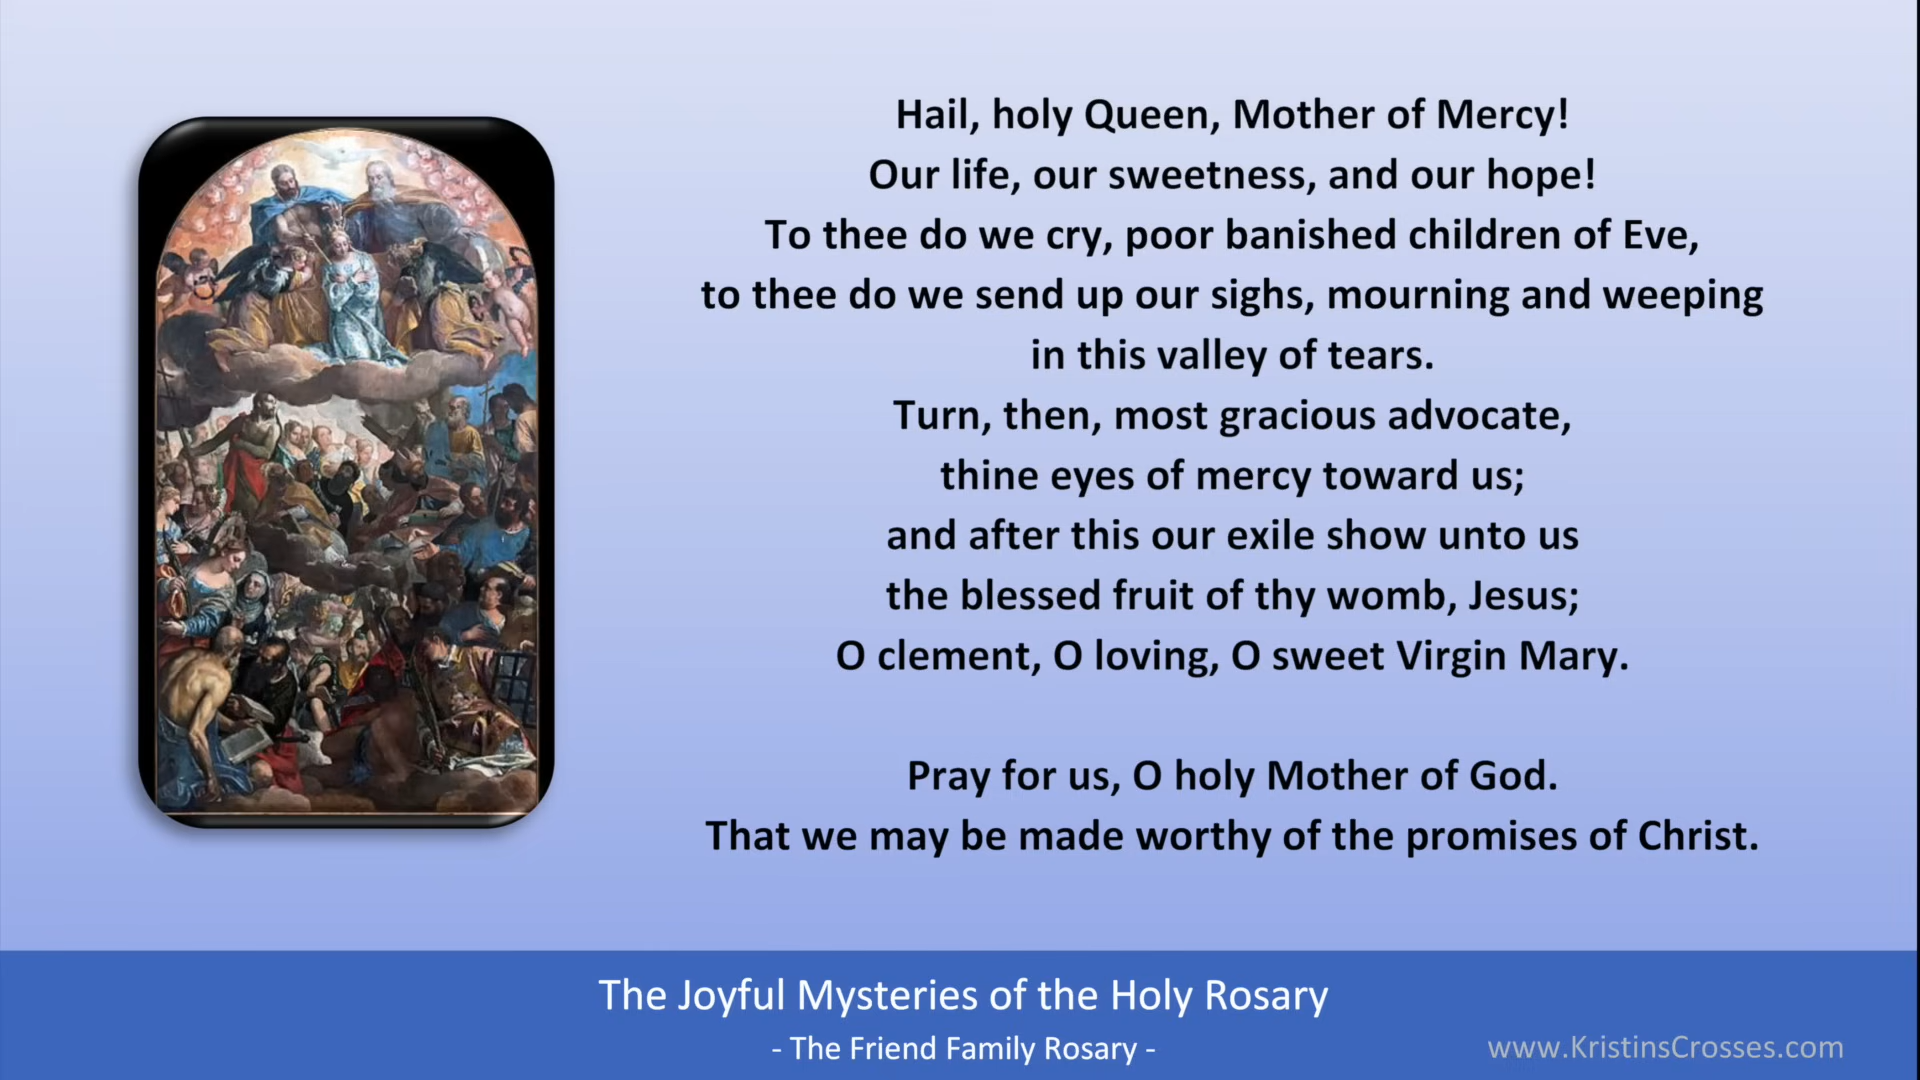 Hail, holy Queen, Mother of Mercy!
Our life, our sweetness, and our hope!
To thee do we cry, poor banished children of Eve,
to thee do we send up our sighs, mourning and weeping
in this valley of tears.
Turn, then, most gracious advocate,
thine eyes of mercy toward us;
and after this our exile show unto us
the blessed fruit of thy womb, Jesus;
O clement, O loving, O sweet Virgin Mary.
Pray for us, O holy Mother of God.
That we may be made worthy of the promises of Christ.
The Joyful Mysteries of the Holy Rosary
- The Friend Family Rosary -
www.KristinsCrosses.com